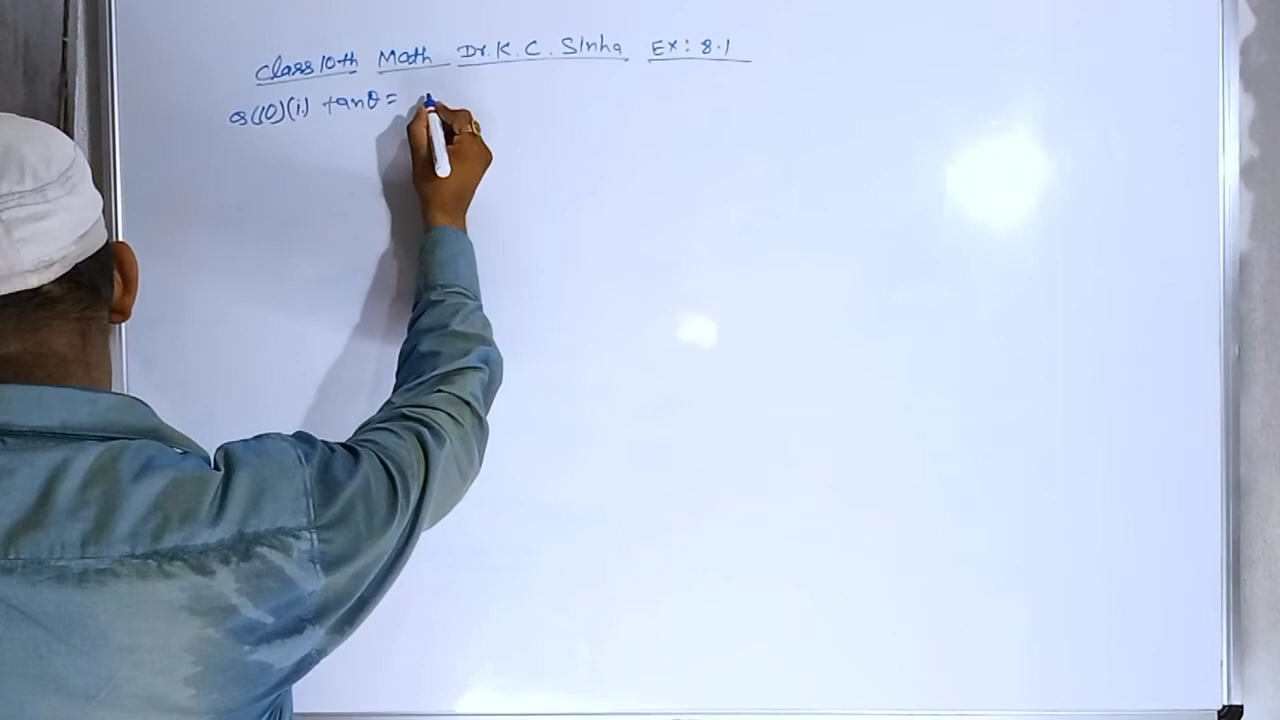 Class 10th Math Dr. K. C. Sinha Ex: 8.1
Q(10)(i) tanθ =